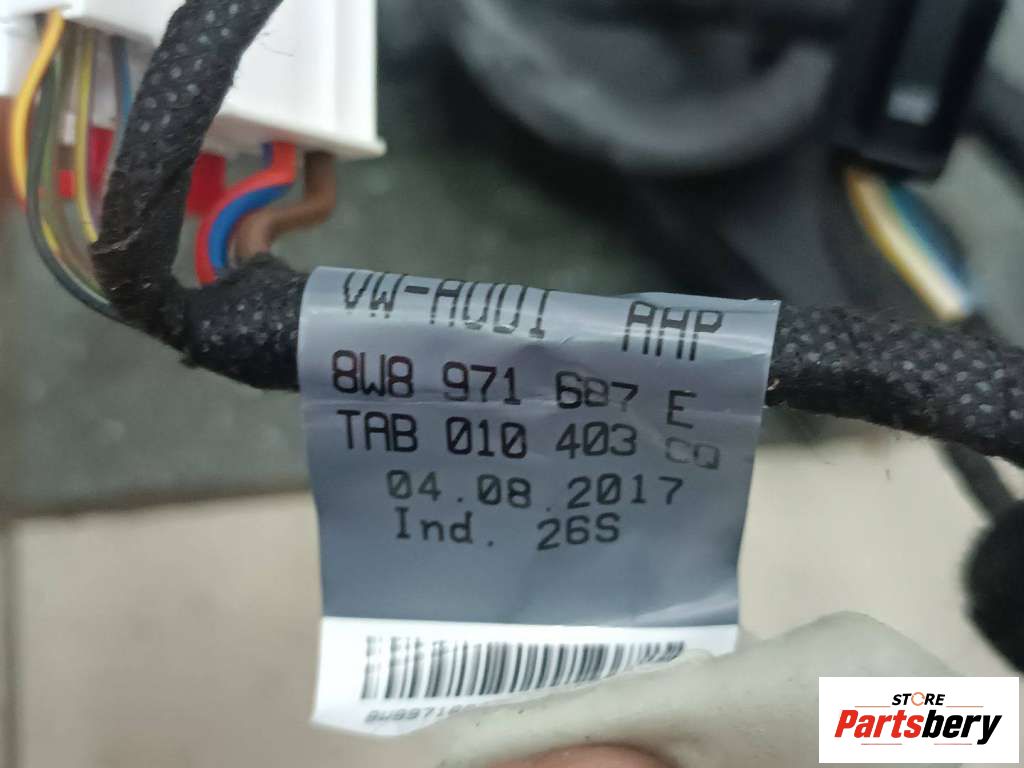 VW-AUDI AHP
8W8 971 687 E
TAB 010 403 CQ
04.08.2017
Ind. 26S
STORE
Partsbery